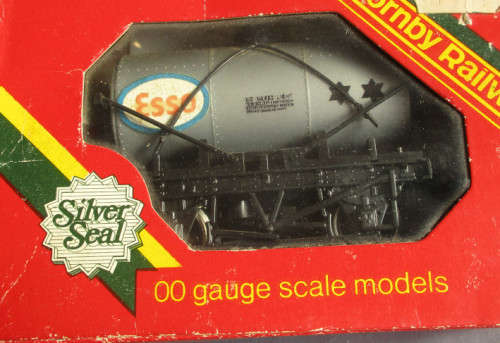 ornby Railw
Esso
Silver
Seal
00 gauge scale models